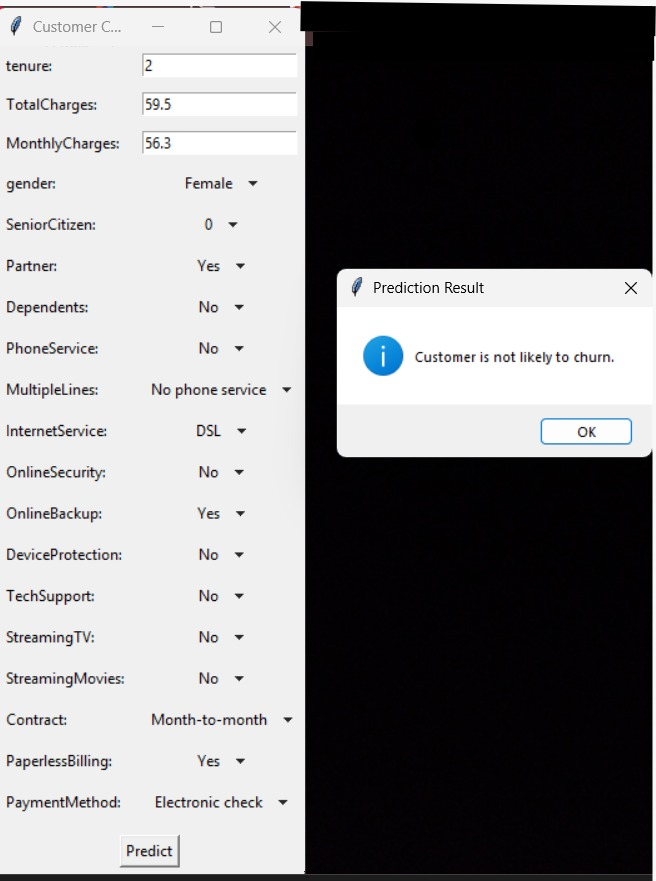 Customer C...
tenure: 2
TotalCharges: 59.5
MonthlyCharges: 56.3
gender: Female
SeniorCitizen: 0
Partner: Yes
Dependents: No
PhoneService: No
MultipleLines: No phone service
InternetService: DSL
OnlineSecurity: No
OnlineBackup: Yes
DeviceProtection: No
TechSupport: No
StreamingTV: No
StreamingMovies: No
Contract: Month-to-month
PaperlessBilling: Yes
PaymentMethod: Electronic check
Predict
Prediction Result
Customer is not likely to churn.
OK